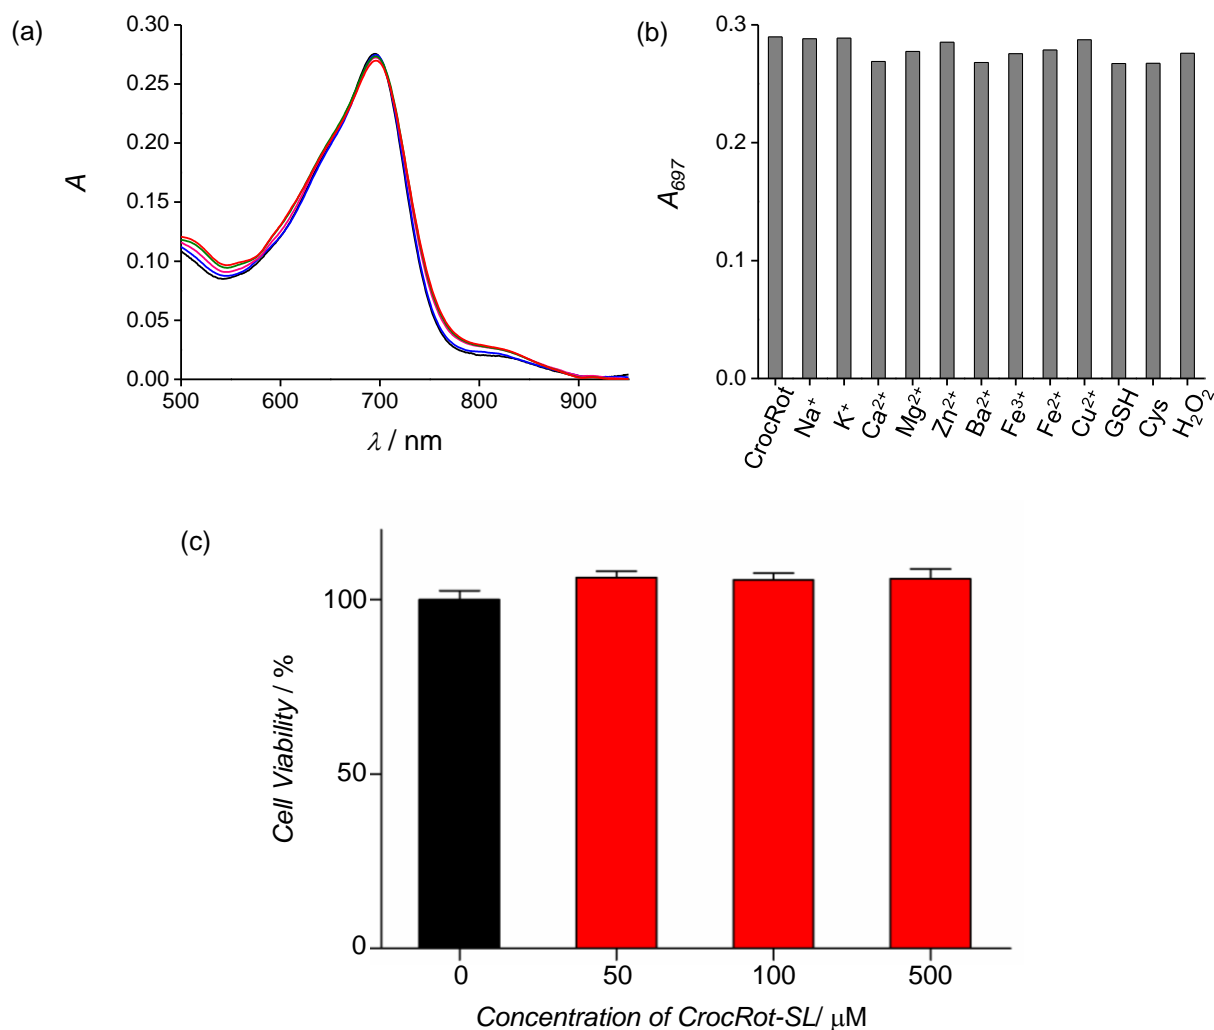 (a)
0.30
0.25
0.20
0.15
0.10
0.05
0.00
A
500 600 700 800 900
λ / nm
(b)
0.3
0.2
0.1
0.0
A697
CrocRot
Na+
K+
Ca2+
Mg2+
Zn2+
Ba2+
Fe3+
Fe2+
Cu2+
GSH
Cys
H2O2
(c)
100
50
0
Cell Viability / %
0 50 100 500
Concentration of CrocRot-SL/ μM